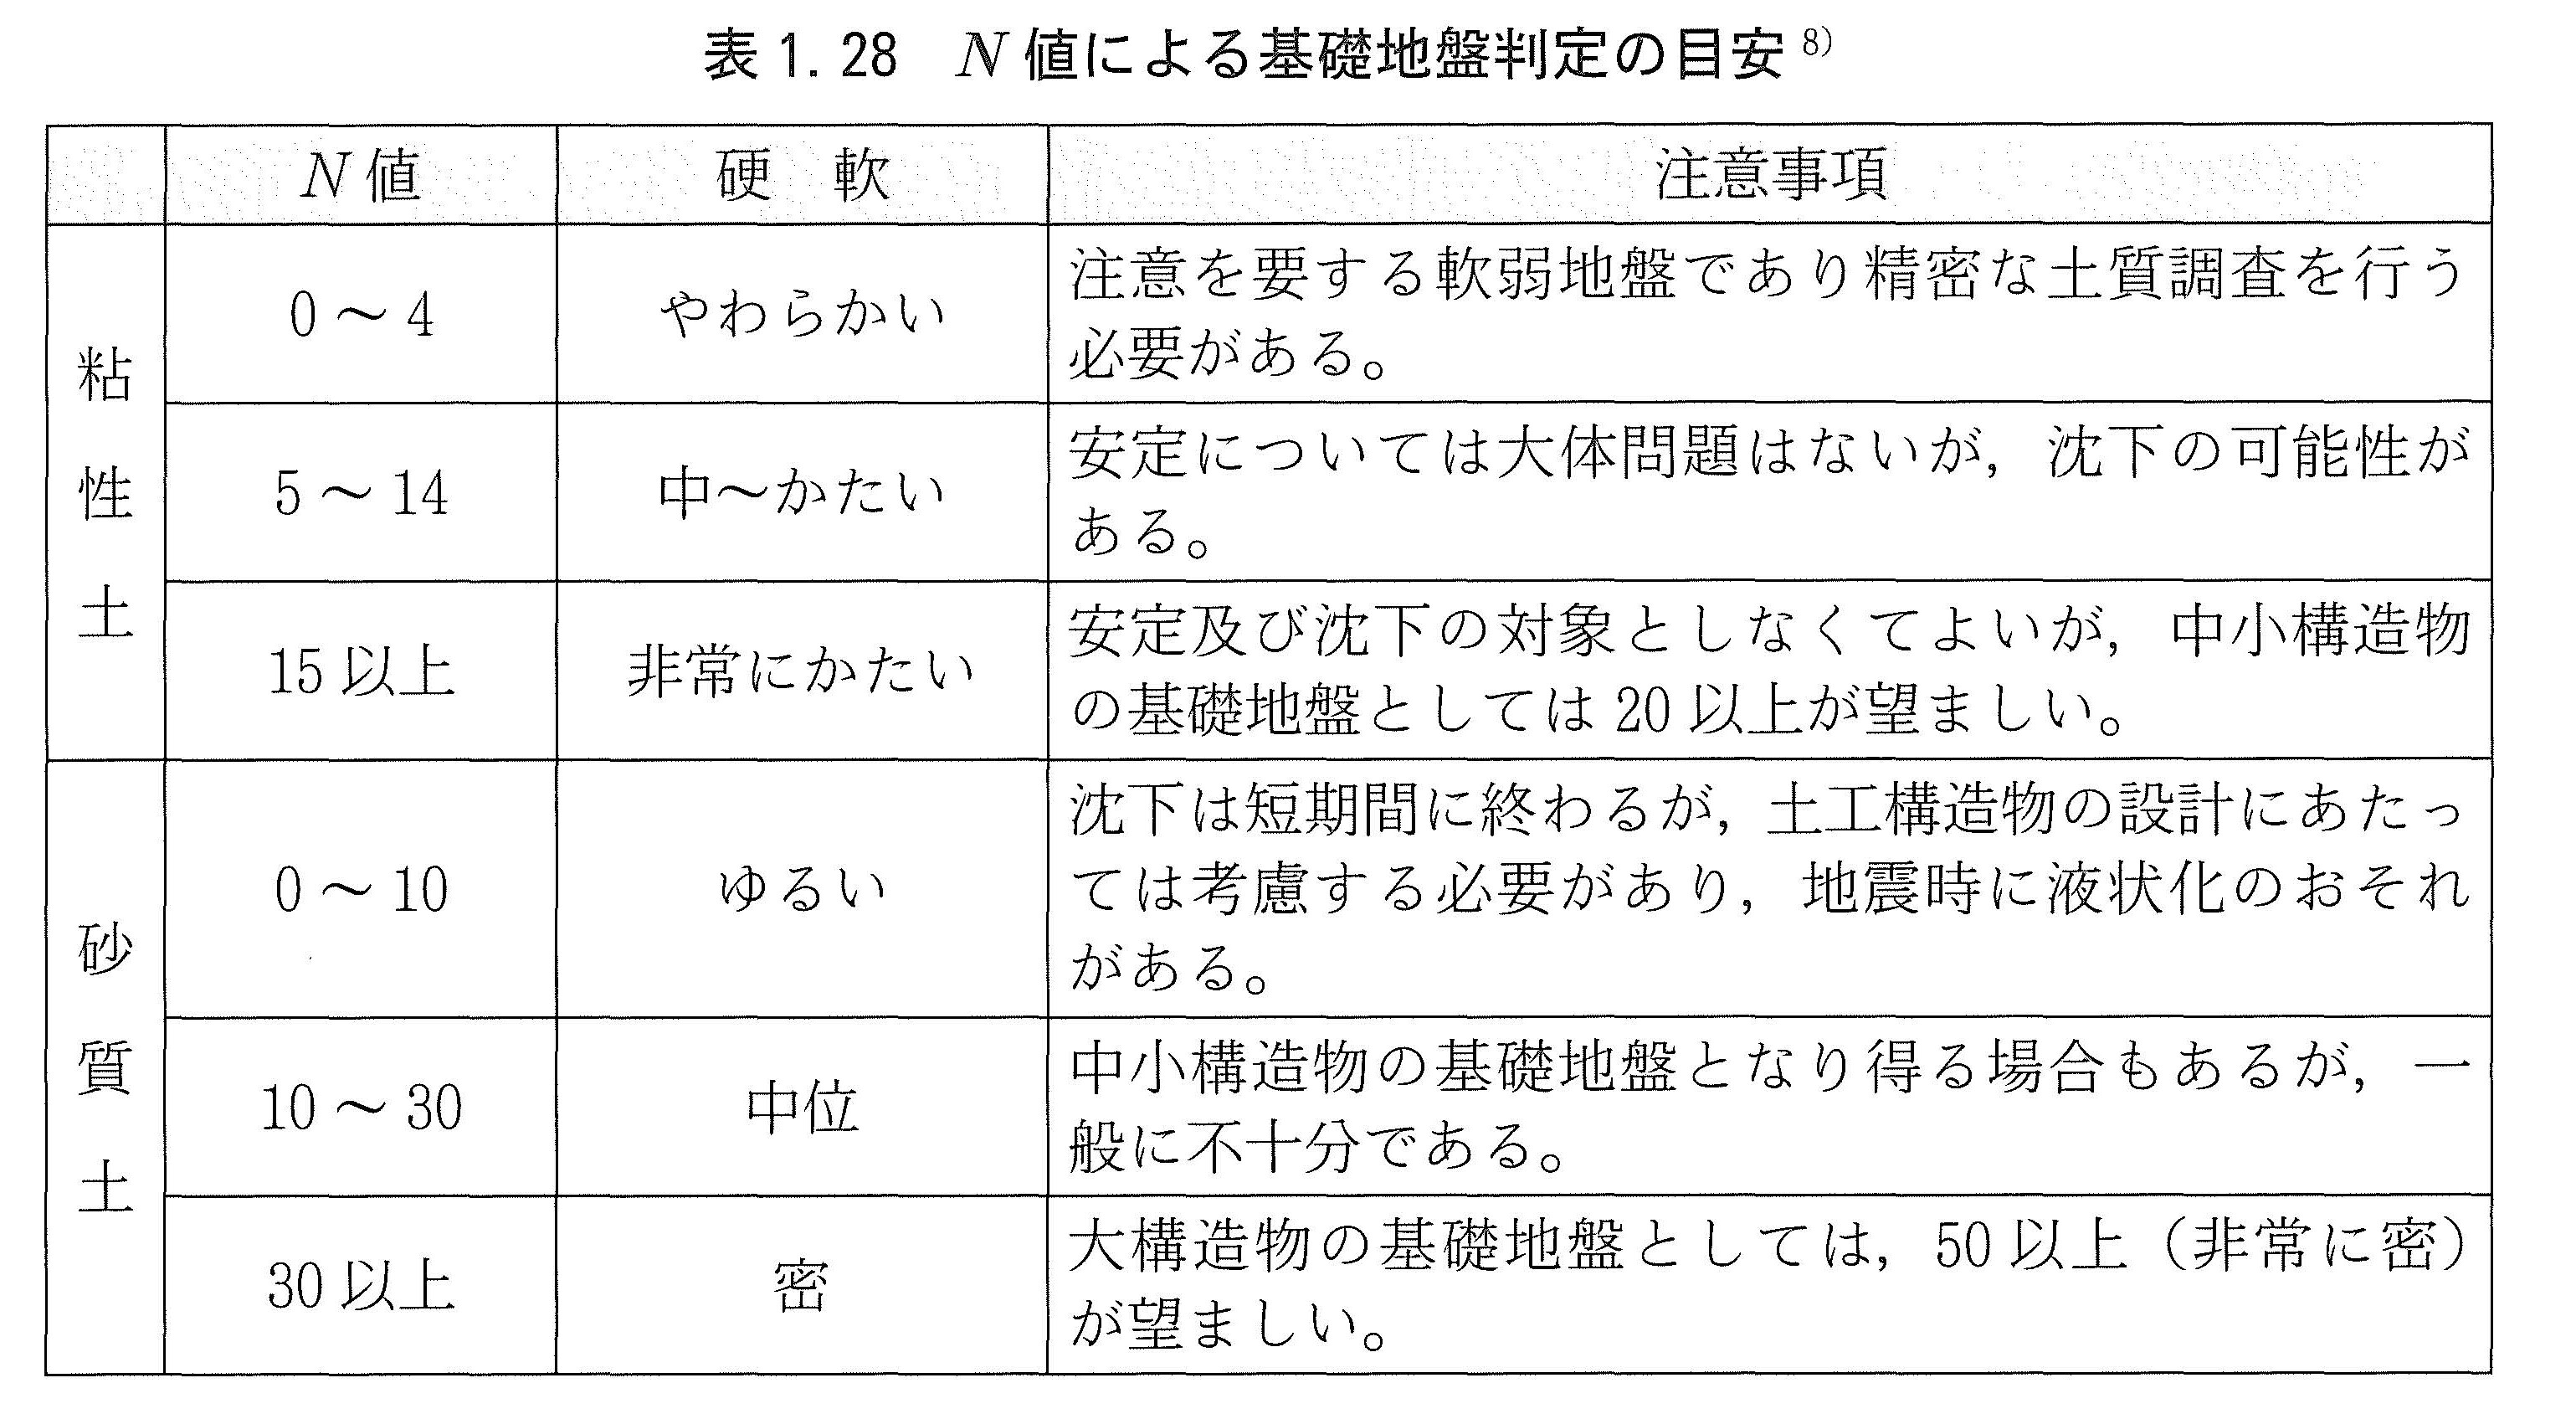 表1.28　N値による基礎地盤判定の目安 8)
N値　硬　軟　注意事項
粘性土
0～4　やわらかい　注意を要する軟弱地盤であり精密な土質調査を行う
必要がある。
5～14　中～かたい　安定については大体問題はないが，沈下の可能性が
ある。
15以上　非常にかたい　安定及び沈下の対象としなくてよいが，中小構造物
の基礎地盤としては20以上が望ましい。
砂質土
0～10　ゆるい　沈下は短期間に終わるが，土工構造物の設計にあたっ
ては考慮する必要があり，地震時に液状化のおそれ
がある。
10～30　中位　中小構造物の基礎地盤となり得る場合もあるが，一
般に不十分である。
30以上　密　大構造物の基礎地盤としては，50以上（非常に密）
が望ましい。